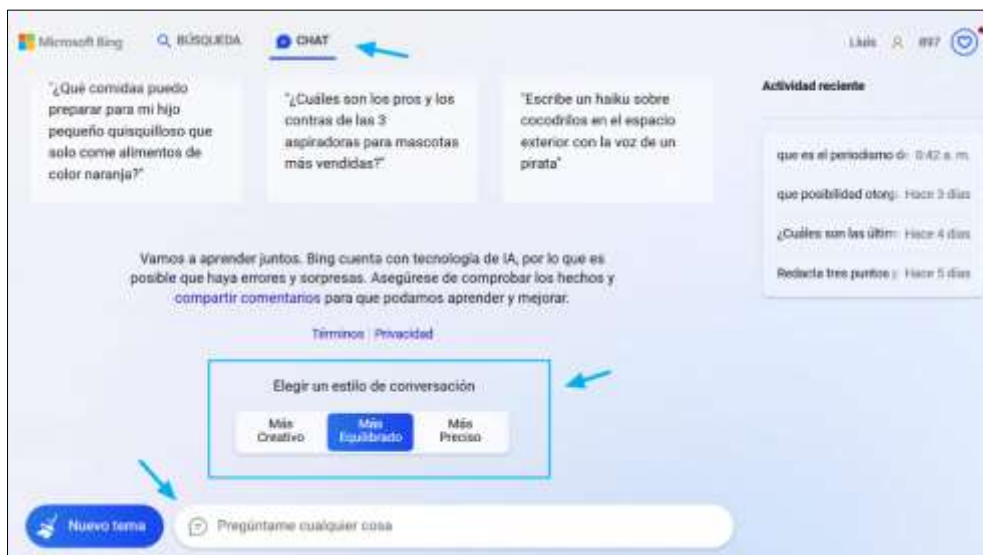 Microsoft Bing
BÚSQUEDA
CHAT
Lluís
897
"¿Qué comidas puedo
preparar para mi hijo
pequeño quisquilloso que
solo come alimentos de
color naranja?"
"¿Cuáles son los pros y los
contras de las 3
aspiradoras para mascotas
más vendidas?"
"Escribe un haiku sobre
cocodrilos en el espacio
exterior con la voz de un
pirata"
Actividad reciente
que es el periodismo d 0:42 a. m.
que posibilidad otorg Hace 3 días
¿Cuáles son las últim Hace 4 días
Redacta tres puntos y Hace 5 días
Vamos a aprender juntos. Bing cuenta con tecnología de IA, por lo que es
posible que haya errores y sorpresas. Asegúrese de comprobar los hechos y
compartir comentarios para que podamos aprender y mejorar.
Términos | Privacidad
Elegir un estilo de conversación
Más
Creativo
Más
Equilibrado
Más
Preciso
Nuevo tema
Pregúntame cualquier cosa